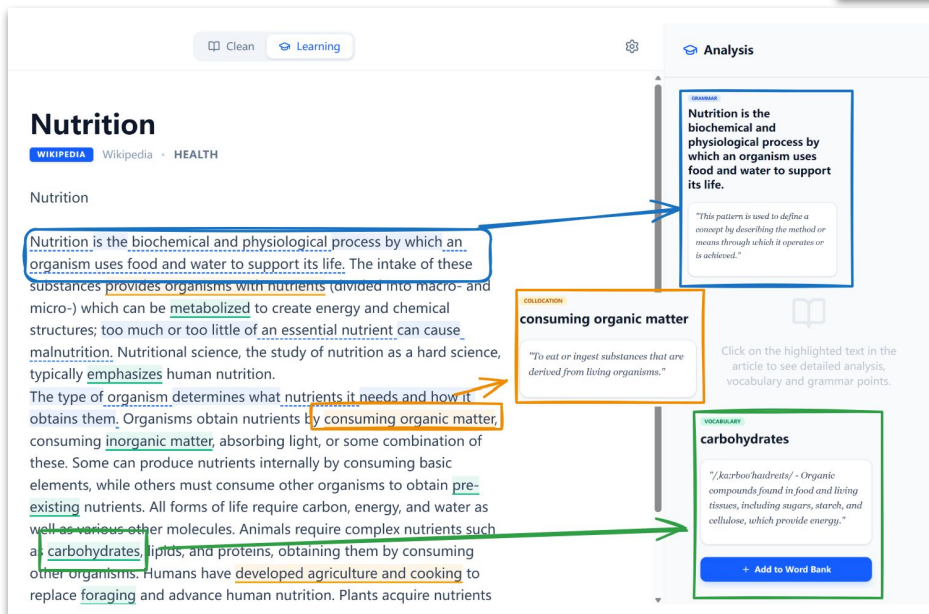 Clean
Learning
Analysis
Nutrition
WIKIPEDIA Wikipedia • HEALTH
Nutrition
Nutrition is the biochemical and physiological process by which an
organism uses food and water to support its life. The intake of these
substances provides organisms with nutrients (divided into macro- and
micro-) which can be metabolized to create energy and chemical
structures; too much or too little of an essential nutrient can cause
malnutrition. Nutritional science, the study of nutrition as a hard science,
typically emphasizes human nutrition.
The type of organism determines what nutrients it needs and how it
obtains them. Organisms obtain nutrients by consuming organic matter,
consuming inorganic matter, absorbing light, or some combination of
these. Some can produce nutrients internally by consuming basic
elements, while others must consume other organisms to obtain pre-
existing nutrients. All forms of life require carbon, energy, and water as
well as various other molecules. Animals require complex nutrients such
as carbohydrates, lipids, and proteins, obtaining them by consuming
other organisms. Humans have developed agriculture and cooking to
replace foraging and advance human nutrition. Plants acquire nutrients
GRAMMAR
Nutrition is the
biochemical and
physiological process by
which an organism uses
food and water to support
its life.
"This pattern is used to define a
concept by describing the method or
means through which it operates or
is achieved."
COLLOCATION
consuming organic matter
"To eat or ingest substances that are
derived from living organisms."
Click on the highlighted text in the
article to see detailed analysis,
vocabulary and grammar points.
VOCABULARY
carbohydrates
"/ˌkɑːrboʊˈhaɪdreɪts/ - Organic
compounds found in food and living
tissues, including sugars, starch, and
cellulose, which provide energy."
+ Add to Word Bank